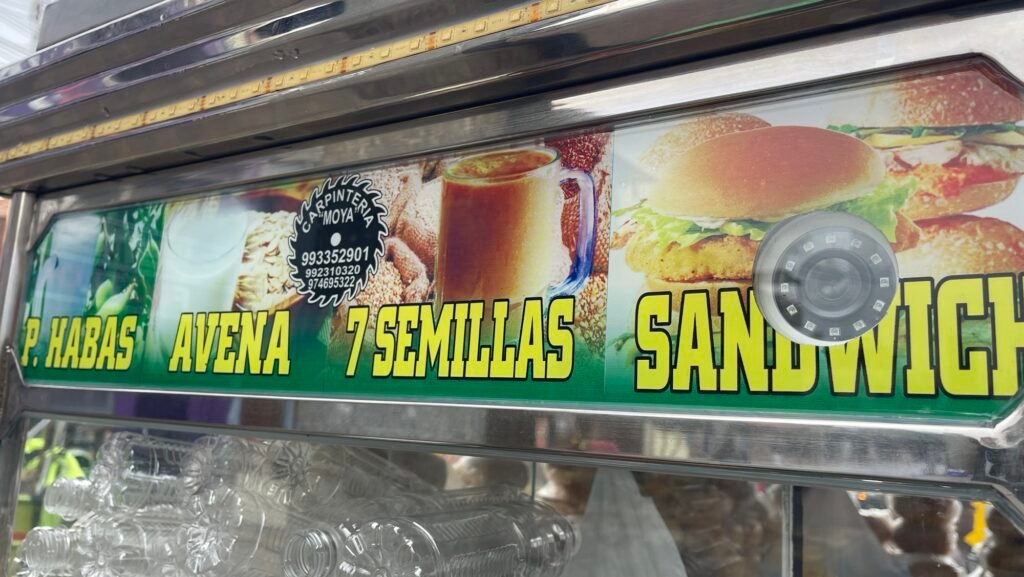 CARPINTERIA
"MOYA"
993352901
992310320
974695322
P. HABAS
AVENA
7 SEMILLAS
SANDWICH